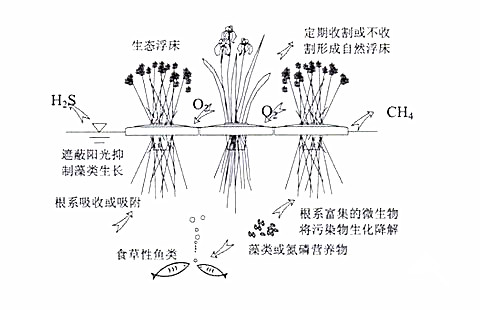 生态浮床
定期收割或不收
割形成自然浮床
H₂S
O₂
O₂
CH₄
遮蔽阳光抑
制藻类生长
根系吸收或吸附
根系富集的微生物
将污染物生化降解
藻类或氮磷营养物
食草性鱼类